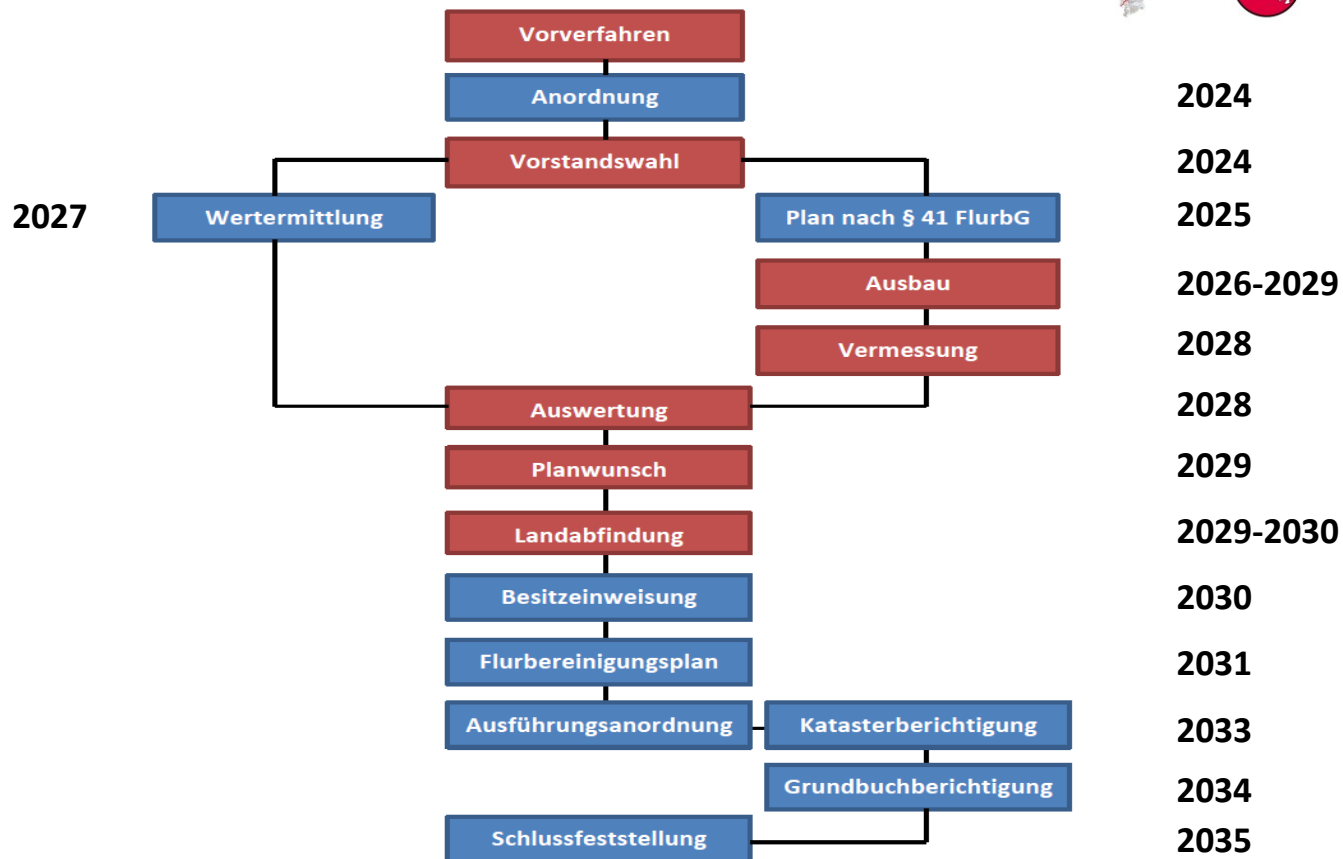 Vorverfahren
Anordnung 2024
Vorstandswahl 2024
2027 Wertermittlung Plan nach § 41 FlurbG 2025
Ausbau 2026-2029
Vermessung 2028
Auswertung 2028
Planwunsch 2029
Landabfindung 2029-2030
Besitzeinweisung 2030
Flurbereinigungsplan 2031
Ausführungsanordnung Katasterberichtigung 2033
Grundbuchberichtigung 2034
Schlussfeststellung 2035